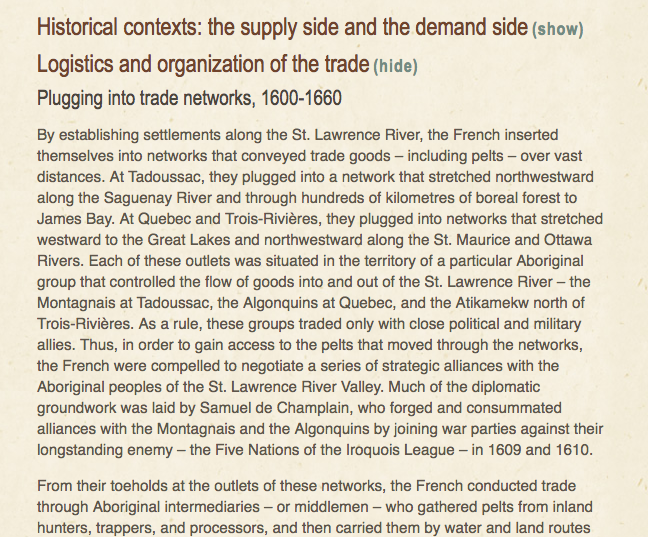 Historical contexts: the supply side and the demand side (show)
Logistics and organization of the trade (hide)
Plugging into trade networks, 1600-1660
By establishing settlements along the St. Lawrence River, the French inserted
themselves into networks that conveyed trade goods – including pelts – over vast
distances. At Tadoussac, they plugged into a network that stretched northwestward
along the Saguenay River and through hundreds of kilometres of boreal forest to
James Bay. At Quebec and Trois-Rivières, they plugged into networks that stretched
westward to the Great Lakes and northwestward along the St. Maurice and Ottawa
Rivers. Each of these outlets was situated in the territory of a particular Aboriginal
group that controlled the flow of goods into and out of the St. Lawrence River – the
Montagnais at Tadoussac, the Algonquins at Quebec, and the Atikamekw north of
Trois-Rivières. As a rule, these groups traded only with close political and military
allies. Thus, in order to gain access to the pelts that moved through the networks,
the French were compelled to negotiate a series of strategic alliances with the
Aboriginal peoples of the St. Lawrence River Valley. Much of the diplomatic
groundwork was laid by Samuel de Champlain, who forged and consummated
alliances with the Montagnais and the Algonquins by joining war parties against their
longstanding enemy – the Five Nations of the Iroquois League – in 1609 and 1610.
From their toeholds at the outlets of these networks, the French conducted trade
through Aboriginal intermediaries – or middlemen – who gathered pelts from inland
hunters, trappers, and processors, and then carried them by water and land routes